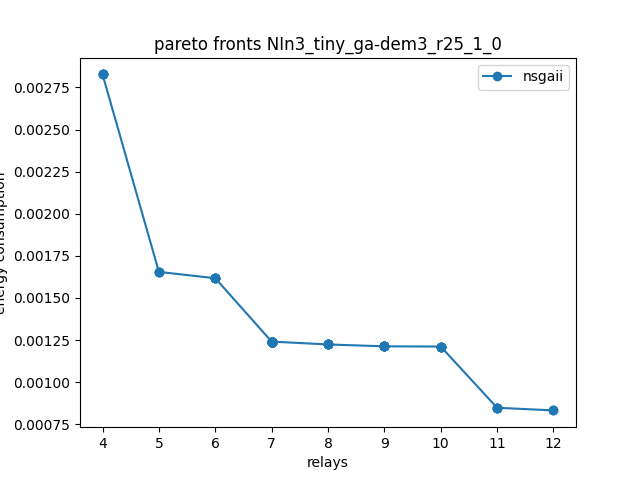 pareto fronts NIn3_tiny_ga-dem3_r25_1_0
nsgaii
0.00275
0.00250
0.00225
0.00200
0.00175
0.00150
0.00125
0.00100
0.00075
energy consumption
4 5 6 7 8 9 10 11 12
relays